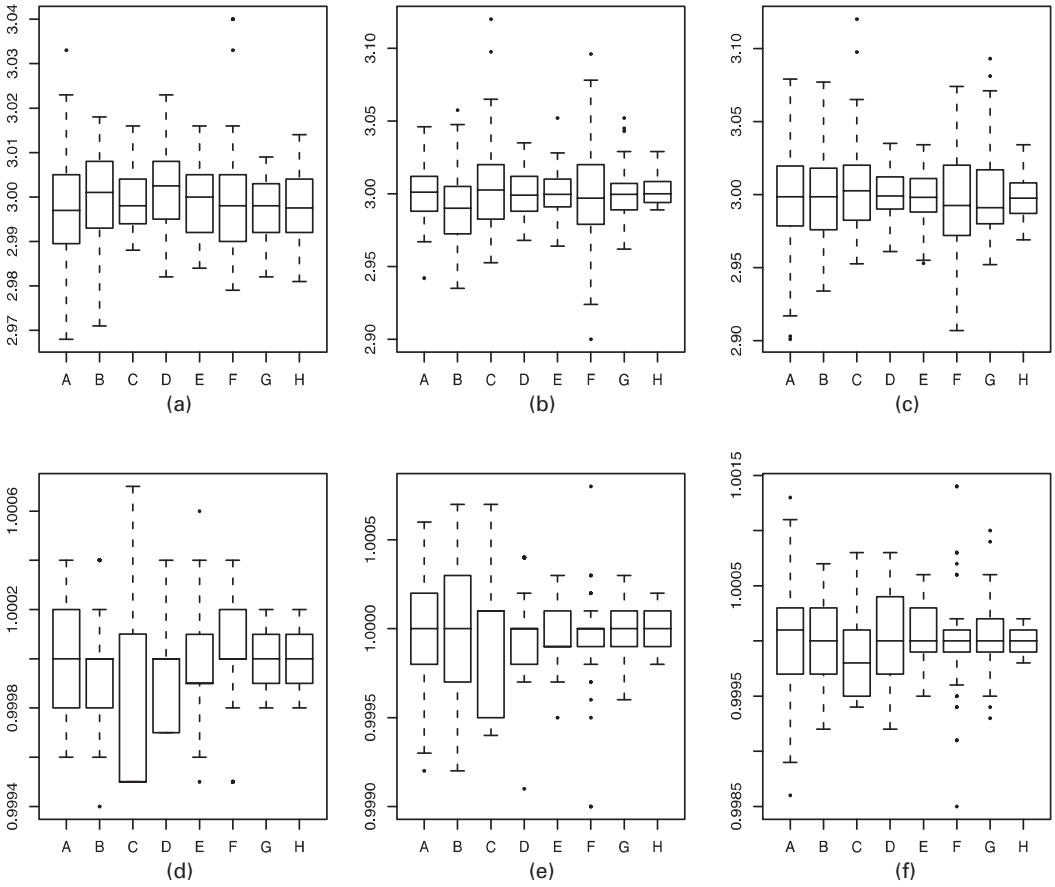 3.04
3.03
3.02
3.01
3.00
2.99
2.98
2.97
A B C D E F G H
(a)
3.10
3.05
3.00
2.95
2.90
A B C D E F G H
(b)
3.10
3.05
3.00
2.95
2.90
A B C D E F G H
(c)
1.0006
1.0002
0.9998
0.9994
A B C D E F G H
(d)
1.0005
1.0000
0.9995
0.9990
A B C D E F G H
(e)
1.0015
1.0005
0.9995
0.9985
A B C D E F G H
(f)